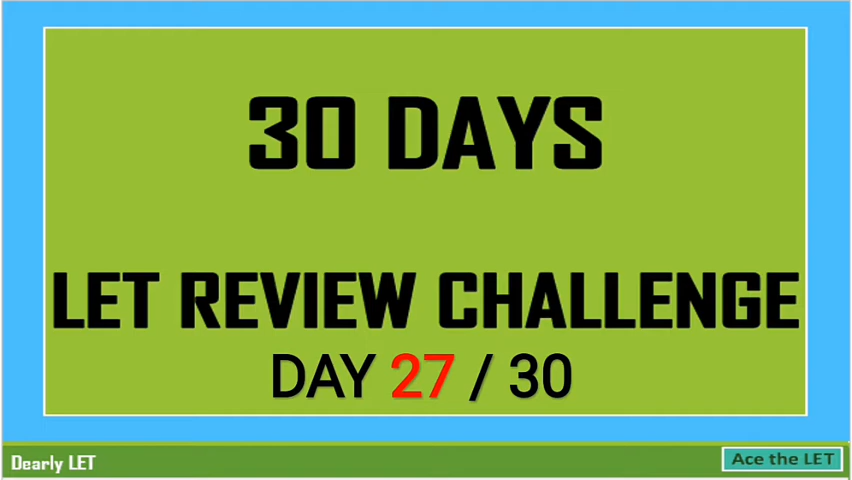 30 DAYS
LET REVIEW CHALLENGE
DAY 27 / 30
Dearly LET
Ace the LET